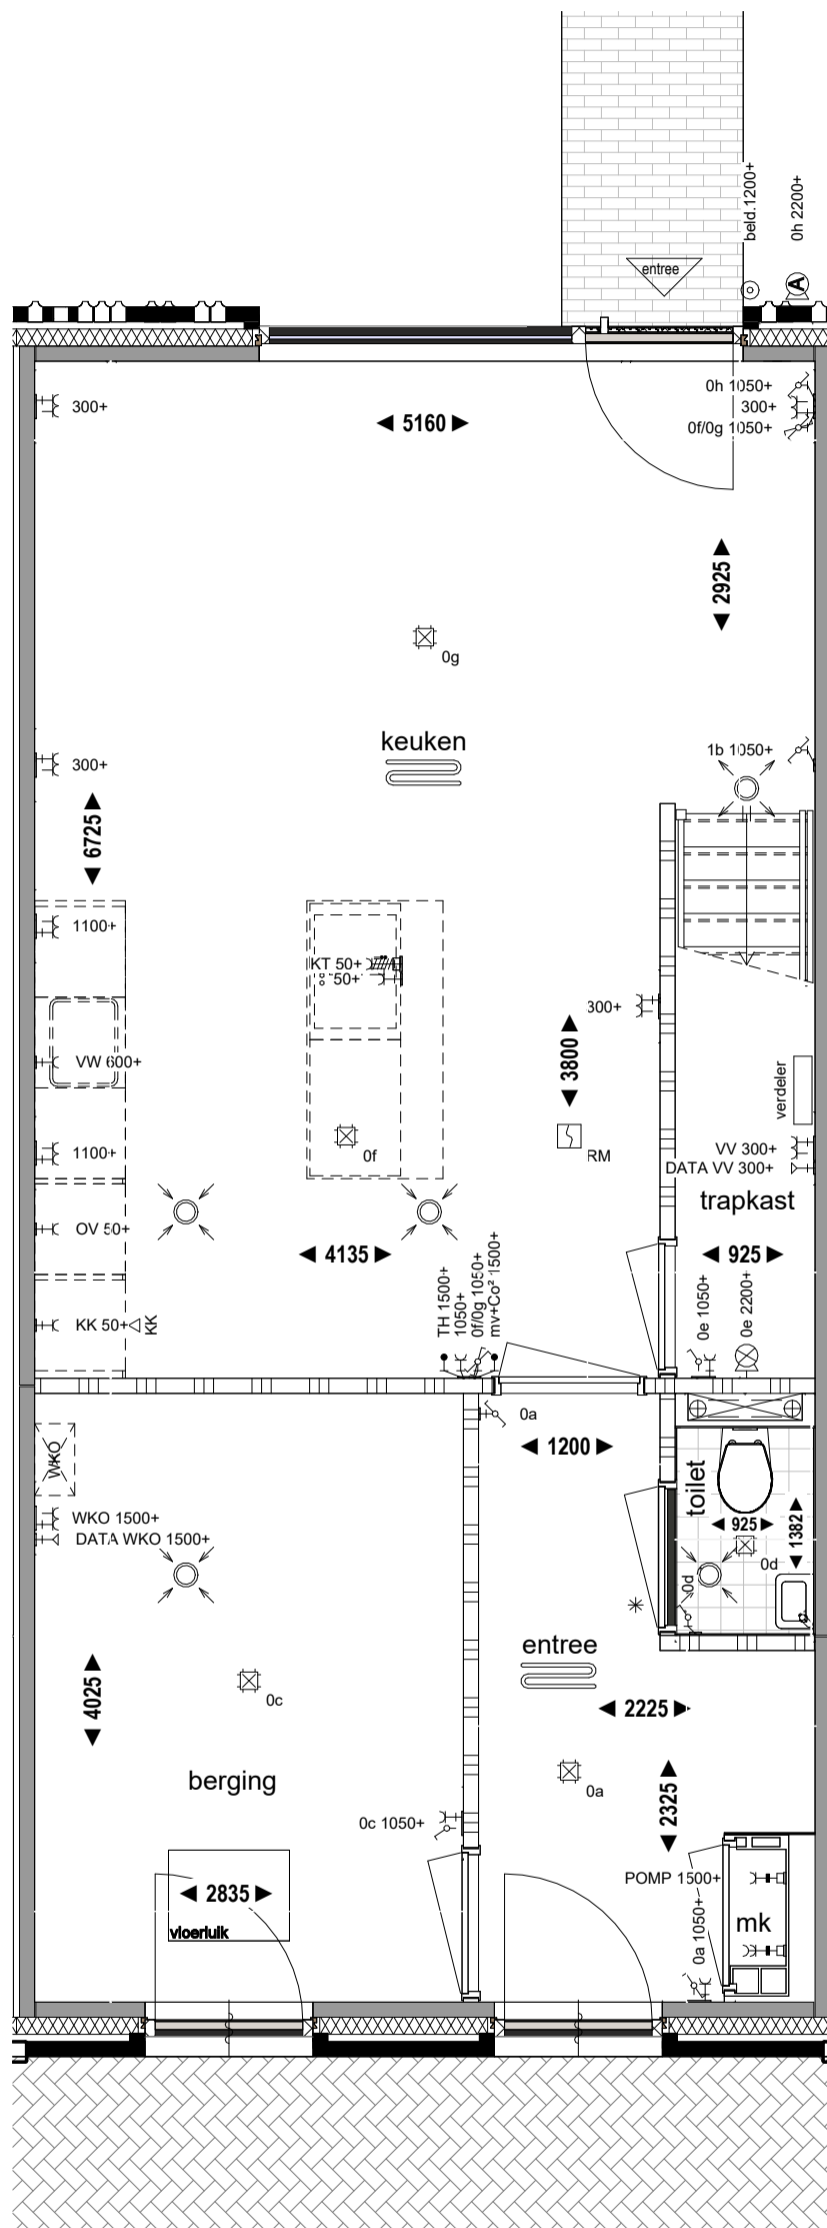 beld.1200+
0h 2200+
entree
A
0h 1050+
300+
0f/0g 1050+
300+
5160
2925
0g
keuken
1b 1050+
300+
6725
1100+
KT 50+
50+
300+
3800
VW 600+
verdeler
0f
RM
1100+
VV 300+
DATA VV 300+
trapkast
OV 50+
4135
925
TH 1500+
1050+
0f/0g 1050+
mv+Co² 1500+
0e 1050+
0e 2200+
KK 50+
KK
0a
1200
WKO
toilet
925
1382
WKO 1500+
DATA WKO 1500+
0d
0d
entree
4025
0c
2225
berging
0a
2325
0c 1050+
POMP 1500+
2835
mk
0a 1050+
vloerluik